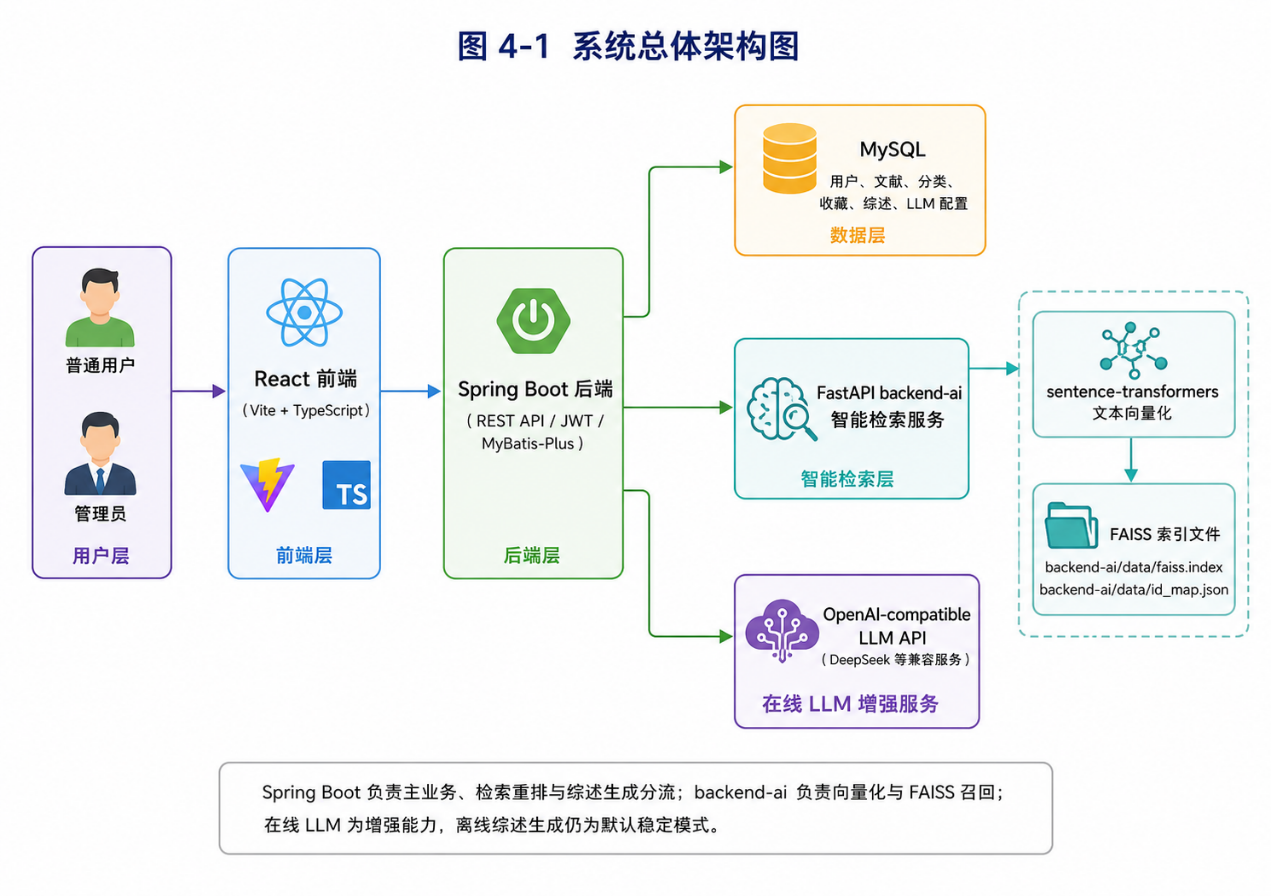 图 4-1 系统总体架构图
普通用户
管理员
用户层
React 前端
(Vite + TypeScript)
TS
前端层
Spring Boot 后端
( REST API / JWT /
MyBatis-Plus )
后端层
MySQL
用户、文献、分类、
收藏、综述、LLM 配置
数据层
FastAPI backend-ai
智能检索服务
智能检索层
OpenAI-compatible
LLM API
( DeepSeek 等兼容服务 )
在线 LLM 增强服务
sentence-transformers
文本向量化
FAISS 索引文件
backend-ai/data/faiss.index
backend-ai/data/id_map.json
Spring Boot 负责主业务、检索重排与综述生成分流；backend-ai 负责向量化与 FAISS 召回；
在线 LLM 为增强能力，离线综述生成仍为默认稳定模式。